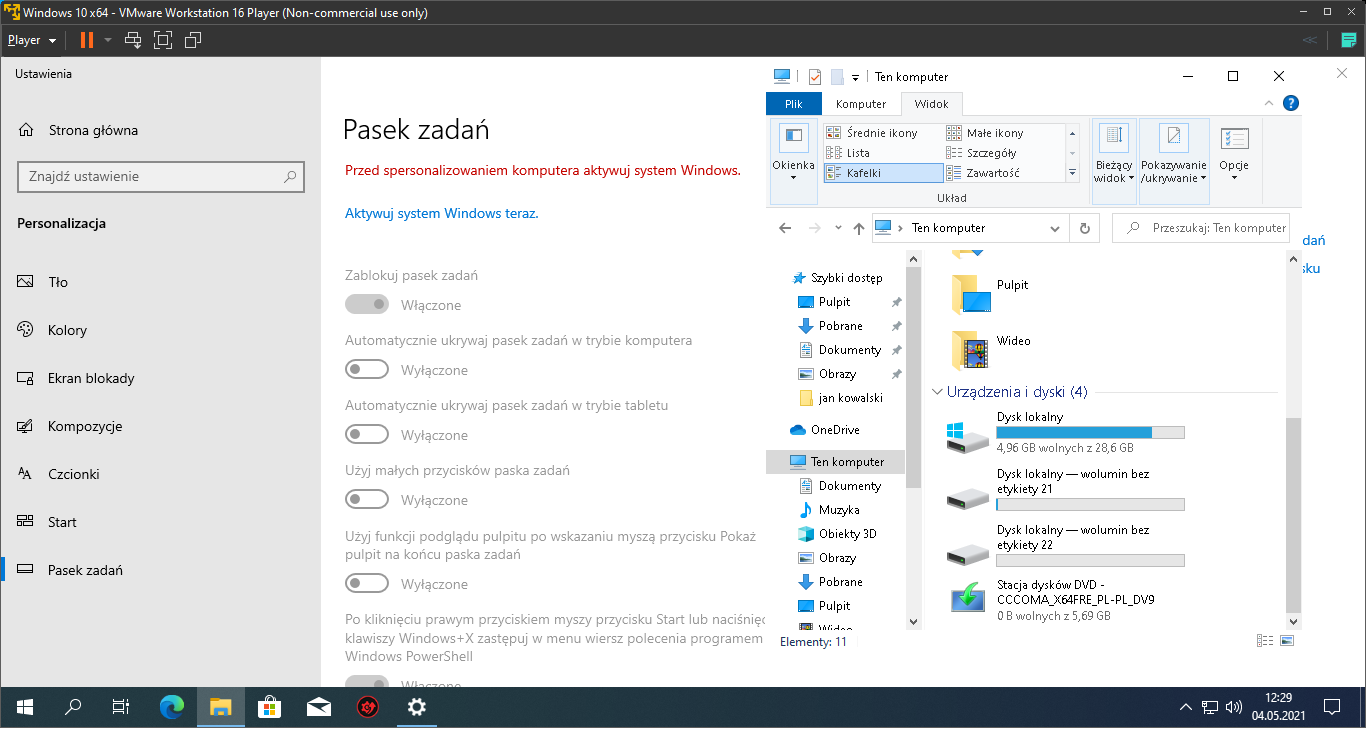 Windows 10 x64 - VMware Workstation 16 Player (Non-commercial use only)
Player
Ustawienia
Strona główna
Znajdź ustawienie
Personalizacja
Tło
Kolory
Ekran blokady
Kompozycje
Czcionki
Start
Pasek zadań
Pasek zadań
Przed spersonalizowaniem komputera aktywuj system Windows.
Aktywuj system Windows teraz.
Zablokuj pasek zadań
Włączone
Automatycznie ukrywaj pasek zadań w trybie komputera
Wyłączone
Automatycznie ukrywaj pasek zadań w trybie tabletu
Wyłączone
Użyj małych przycisków paska zadań
Wyłączone
Użyj funkcji podglądu pulpitu po wskazaniu myszą przycisku Pokaż
pulpit na końcu paska zadań
Wyłączone
Po kliknięciu prawym przyciskiem myszy przycisku Start lub naciśnięc
klawiszy Windows+X zastępuj w menu wiersz polecenia programem
Windows PowerShell
Włączone
Ten komputer
Plik Komputer Widok
Okienka
Średnie ikony Małe ikony
Lista Szczegóły
Kafelki Zawartość
Układ
Bieżący
widok
Pokazywanie
/ukrywanie
Opcje
Ten komputer
Przeszukaj: Ten komputer
dań
sku
Szybki dostęp
Pulpit
Pobrane
Dokumenty
Obrazy
jan kowalski
OneDrive
Ten komputer
Dokumenty
Muzyka
Obiekty 3D
Obrazy
Pobrane
Pulpit
Wideo
Pulpit
Wideo
Urządzenia i dyski (4)
Dysk lokalny
4,96 GB wolnych z 28,6 GB
Dysk lokalny — wolumin bez
etykiety 21
Dysk lokalny — wolumin bez
etykiety 22
Stacja dysków DVD -
CCCOMA_X64FRE_PL-PL_DV9
0 B wolnych z 5,69 GB
Elementy: 11
12:29
04.05.2021